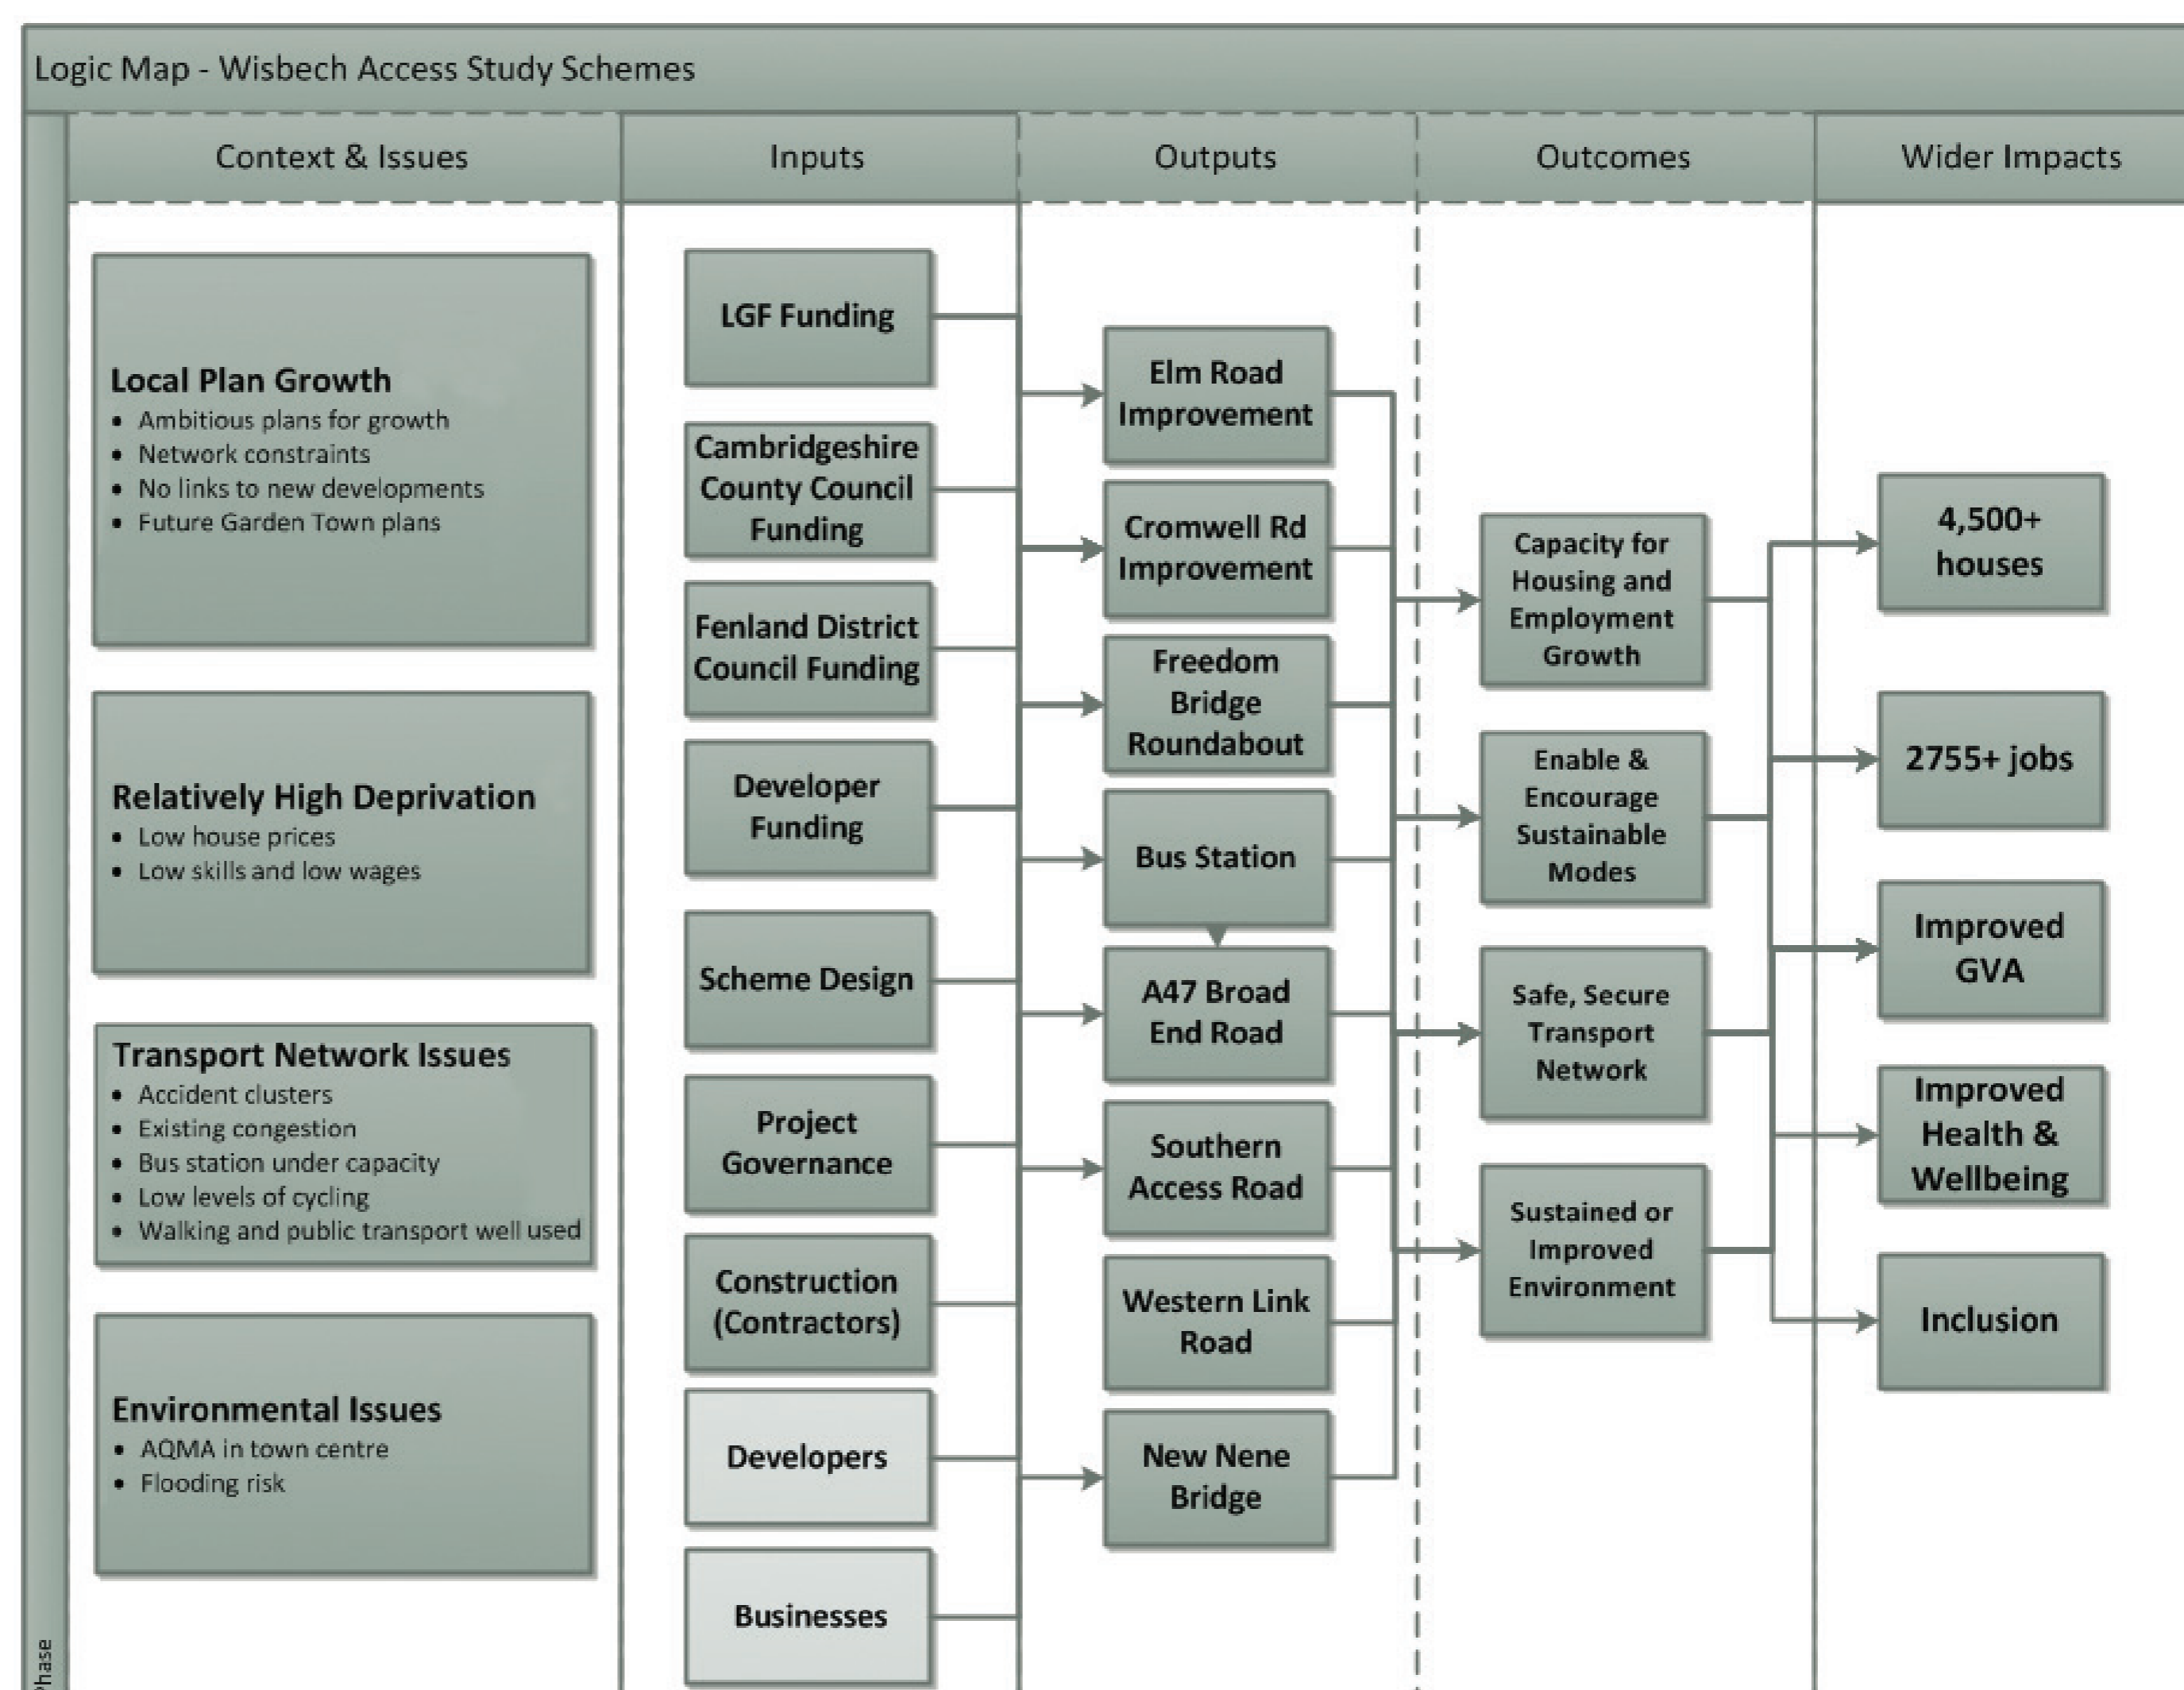 Logic Map - Wisbech Access Study Schemes
Context & Issues
Inputs
Outputs
Outcomes
Wider Impacts
Local Plan Growth
• Ambitious plans for growth
• Network constraints
• No links to new developments
• Future Garden Town plans
Relatively High Deprivation
• Low house prices
• Low skills and low wages
Transport Network Issues
• Accident clusters
• Existing congestion
• Bus station under capacity
• Low levels of cycling
• Walking and public transport well used
Environmental Issues
• AQMA in town centre
• Flooding risk
LGF Funding
Cambridgeshire
County Council
Funding
Fenland District
Council Funding
Developer
Funding
Scheme Design
Project
Governance
Construction
(Contractors)
Developers
Businesses
Elm Road
Improvement
Cromwell Rd
Improvement
Freedom
Bridge
Roundabout
Bus Station
A47 Broad
End Road
Southern
Access Road
Western Link
Road
New Nene
Bridge
Capacity for
Housing and
Employment
Growth
Enable &
Encourage
Sustainable
Modes
Safe, Secure
Transport
Network
Sustained or
Improved
Environment
4,500+
houses
2755+ jobs
Improved
GVA
Improved
Health &
Wellbeing
Inclusion